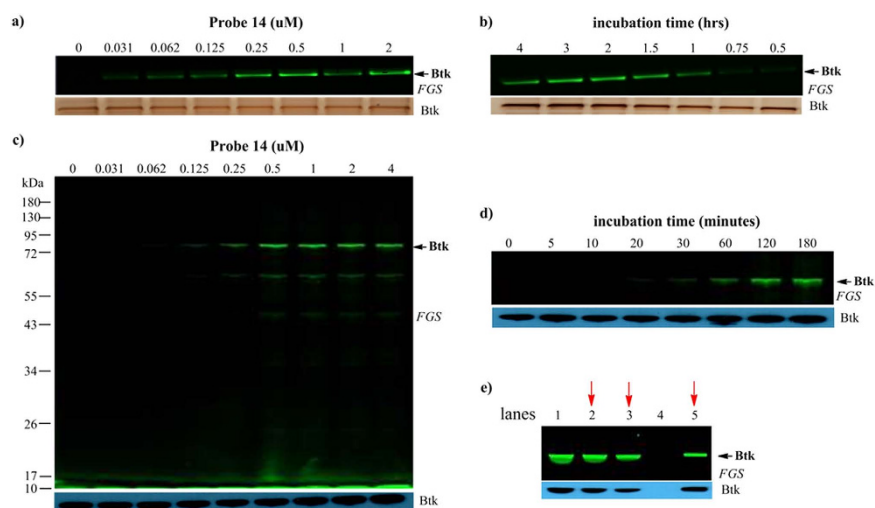 a)
Probe 14 (uM)
0 0.031 0.062 0.125 0.25 0.5 1 2
Btk
FGS
Btk
b)
incubation time (hrs)
4 3 2 1.5 1 0.75 0.5
Btk
FGS
Btk
c)
Probe 14 (uM)
0 0.031 0.062 0.125 0.25 0.5 1 2 4
kDa
180
130
95
72
55
43
34
26
17
10
Btk
FGS
Btk
d)
incubation time (minutes)
0 5 10 20 30 60 120 180
Btk
FGS
Btk
e)
lanes 1 2 3 4 5
Btk
FGS
Btk